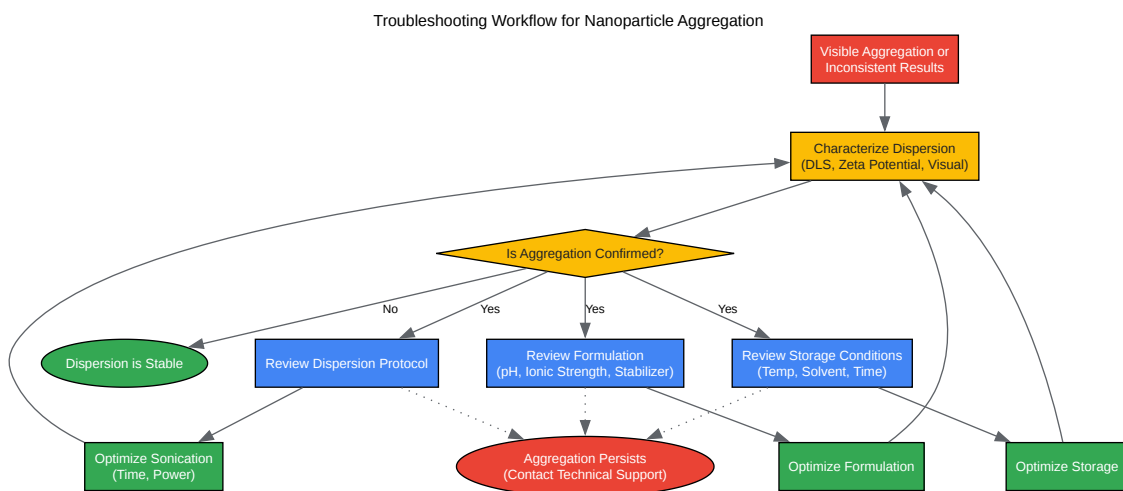 Troubleshooting Workflow for Nanoparticle Aggregation
Visible Aggregation or
Inconsistent Results
Characterize Dispersion
(DLS, Zeta Potential, Visual)
Is Aggregation Confirmed?
No
Yes
Yes
Yes
Dispersion is Stable
Review Dispersion Protocol
Review Formulation
(pH, Ionic Strength, Stabilizer)
Review Storage Conditions
(Temp, Solvent, Time)
Optimize Sonication
(Time, Power)
Aggregation Persists
(Contact Technical Support)
Optimize Formulation
Optimize Storage